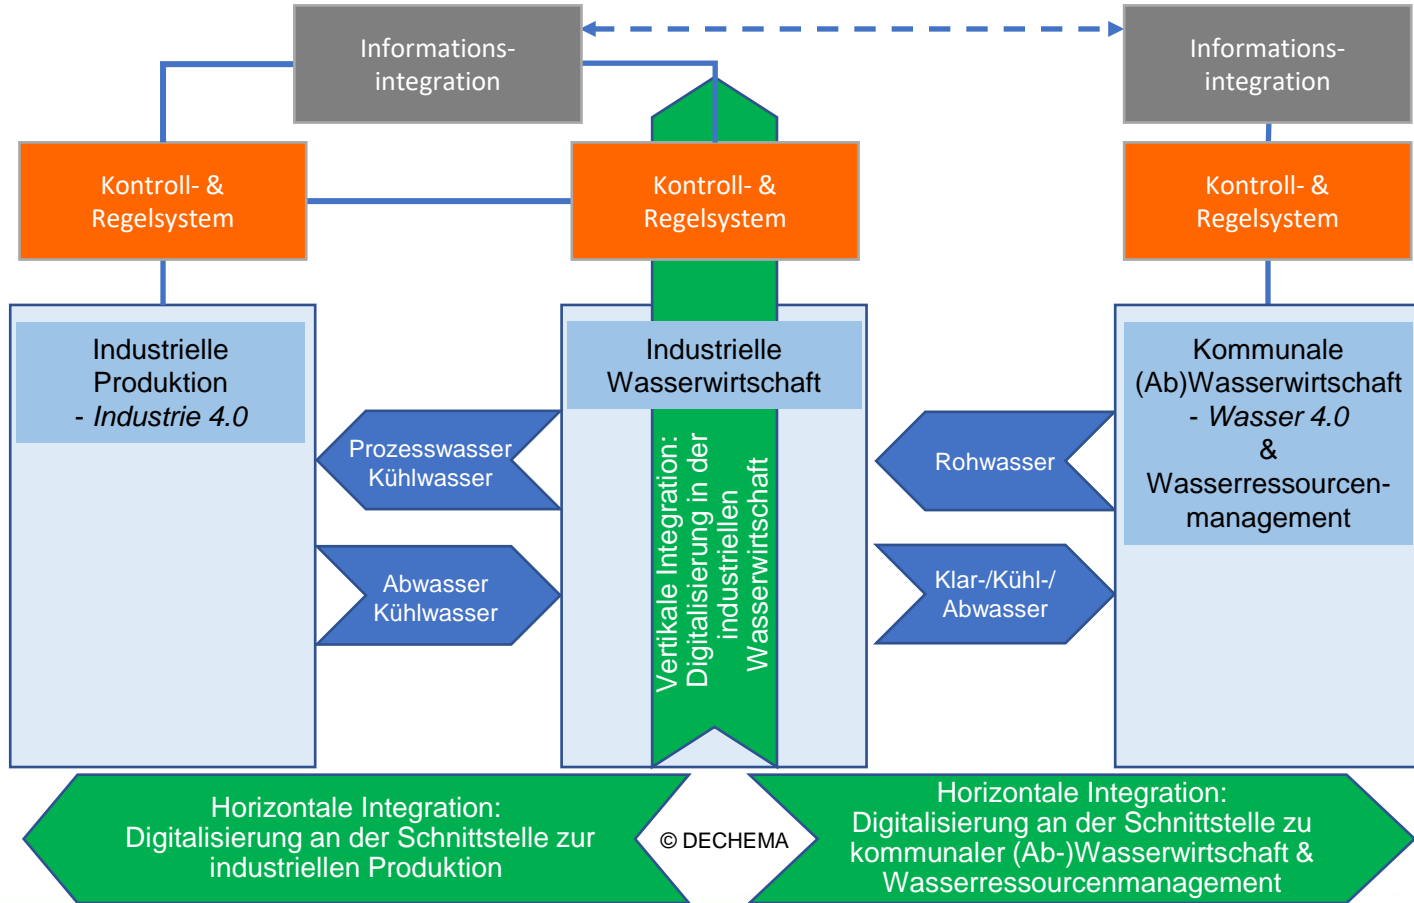 Informations-
integration
Informations-
integration
Kontroll- &
Regelsystem
Kontroll- &
Regelsystem
Kontroll- &
Regelsystem
Industrielle
Produktion
- Industrie 4.0
Industrielle
Wasserwirtschaft
Kommunale
(Ab)Wasserwirtschaft
- Wasser 4.0
&
Wasserressourcen-
management
Prozesswasser
Kühlwasser
Abwasser
Kühlwasser
Vertikale Integration:
Digitalisierung in der
industriellen
Wasserwirtschaft
Rohwasser
Klar-/Kühl-/
Abwasser
Horizontale Integration:
Digitalisierung an der Schnittstelle zur
industriellen Produktion
© DECHEMA
Horizontale Integration:
Digitalisierung an der Schnittstelle zu
kommunaler (Ab-)Wasserwirtschaft &
Wasserressourcenmanagement